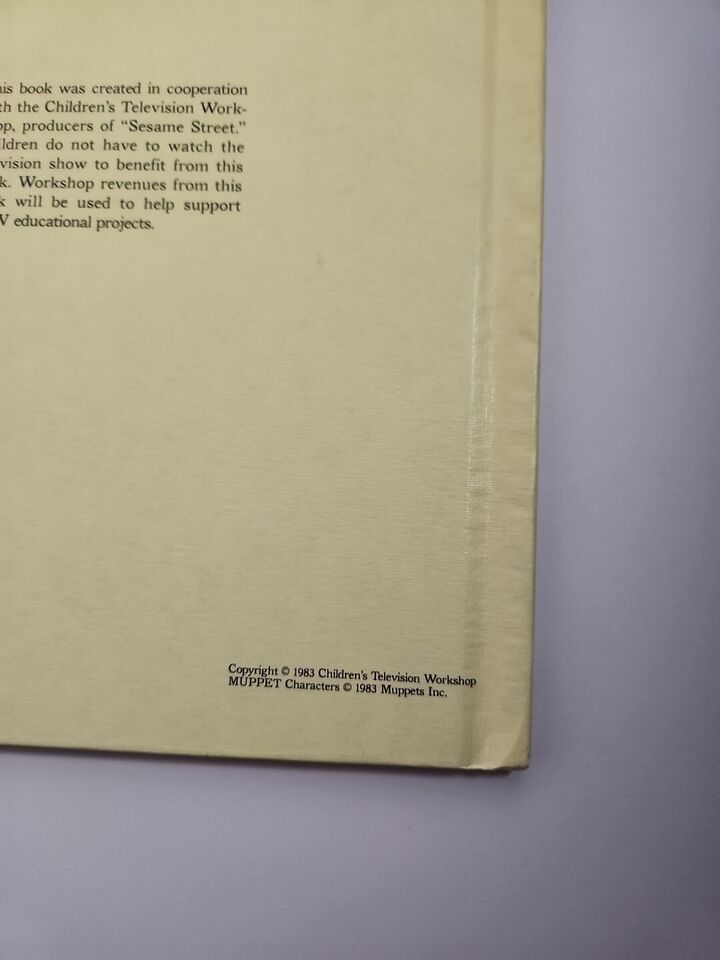 is book was created in cooperation
th the Children's Television Work-
op, producers of "Sesame Street."
ldren do not have to watch the
vision show to benefit from this
k. Workshop revenues from this
k will be used to help support
V educational projects.
Copyright © 1983 Children's Television Workshop
MUPPET Characters © 1983 Muppets Inc.